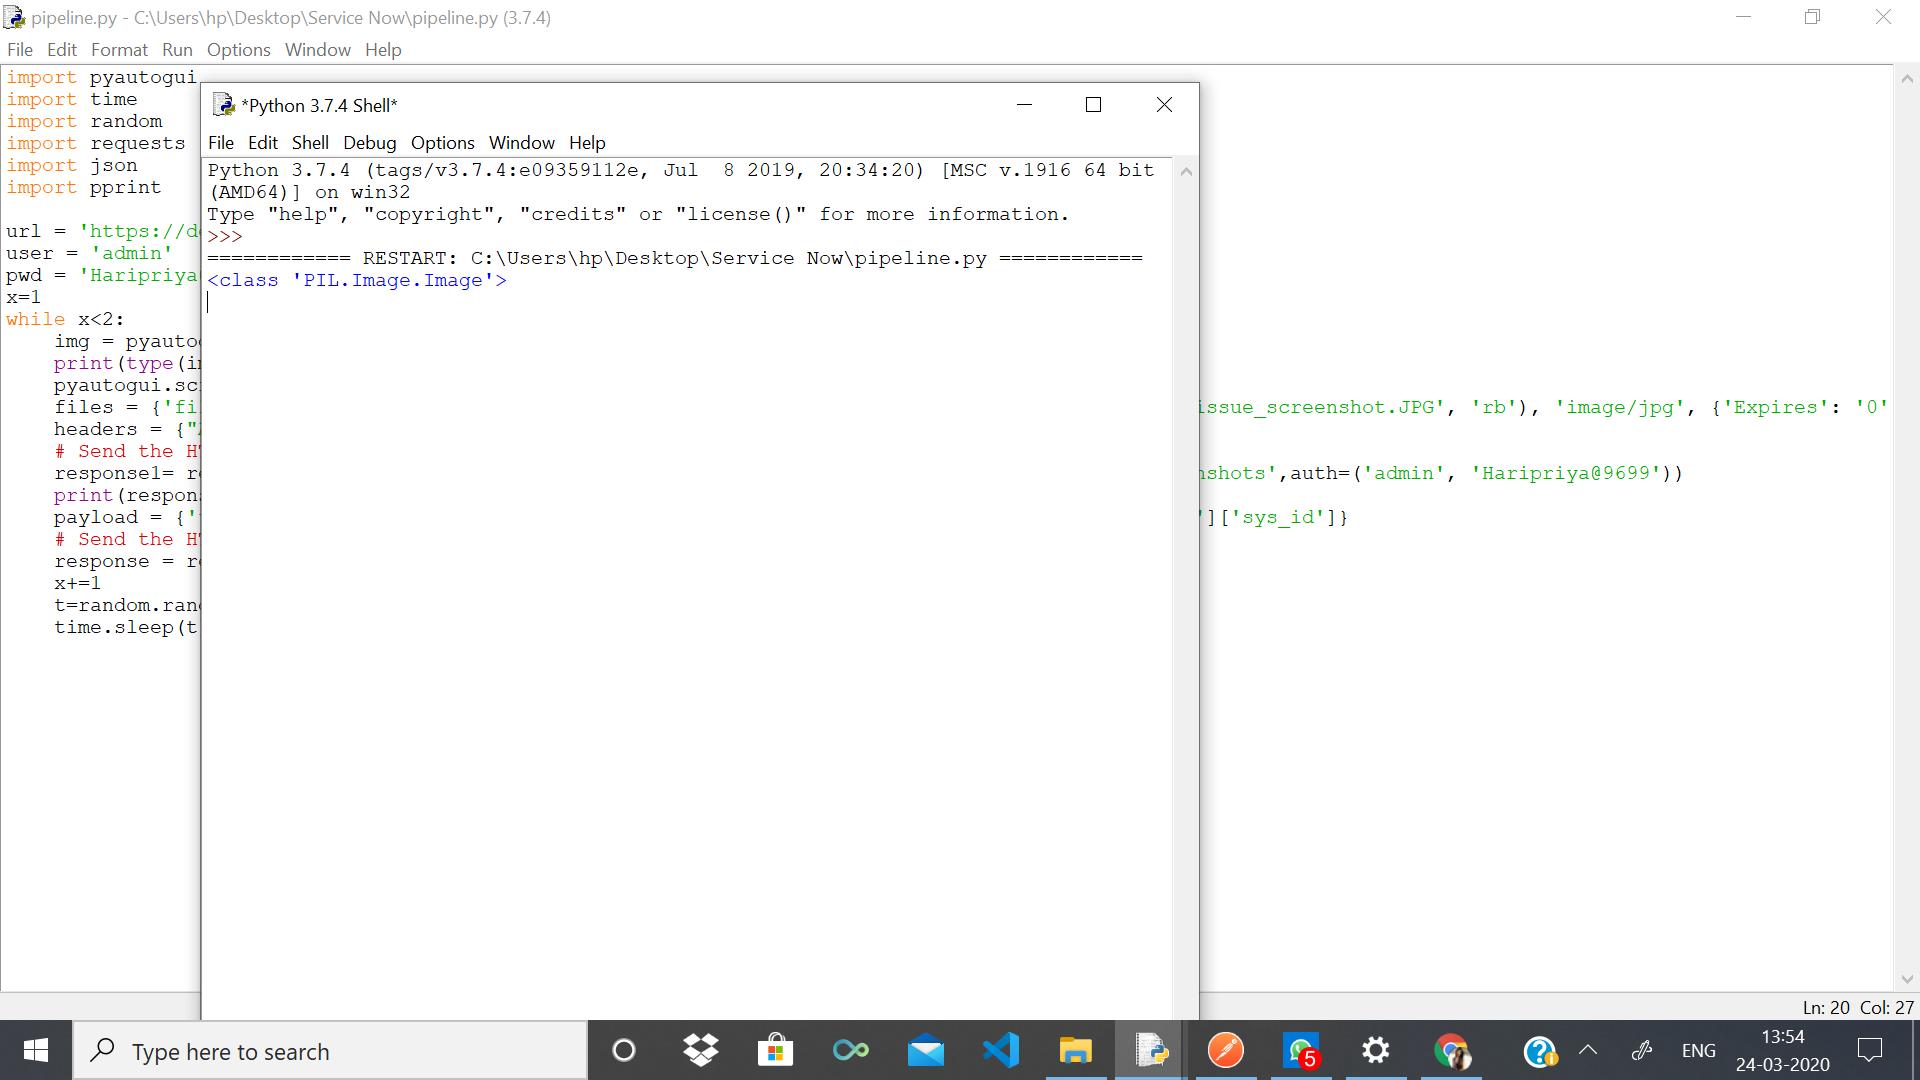 pipeline.py - C:\Users\hp\Desktop\Service Now\pipeline.py (3.7.4)
File Edit Format Run Options Window Help
import pyautogui
import time
import random
import requests
import json
import pprint
url = 'https://de
user = 'admin'
pwd = 'Haripriya
x=1
while x<2:
img = pyauto
print(type(i
pyautogui.sc
files = {'fi
headers = {"
# Send the H
response1= r
print(respon
payload = {'
# Send the H
response = r
x+=1
t=random.ran
time.sleep(t
*Python 3.7.4 Shell*
File Edit Shell Debug Options Window Help
Python 3.7.4 (tags/v3.7.4:e09359112e, Jul 8 2019, 20:34:20) [MSC v.1916 64 bit
(AMD64)] on win32
Type "help", "copyright", "credits" or "license()" for more information.
>>>
============ RESTART: C:\Users\hp\Desktop\Service Now\pipeline.py ============
<class 'PIL.Image.Image'>
issue_screenshot.JPG', 'rb'), 'image/jpg', {'Expires': '0'
nshots',auth=('admin', 'Haripriya@9699'))
']['sys_id']}
Ln: 20 Col: 27
Type here to search
5
ENG
13:54
24-03-2020